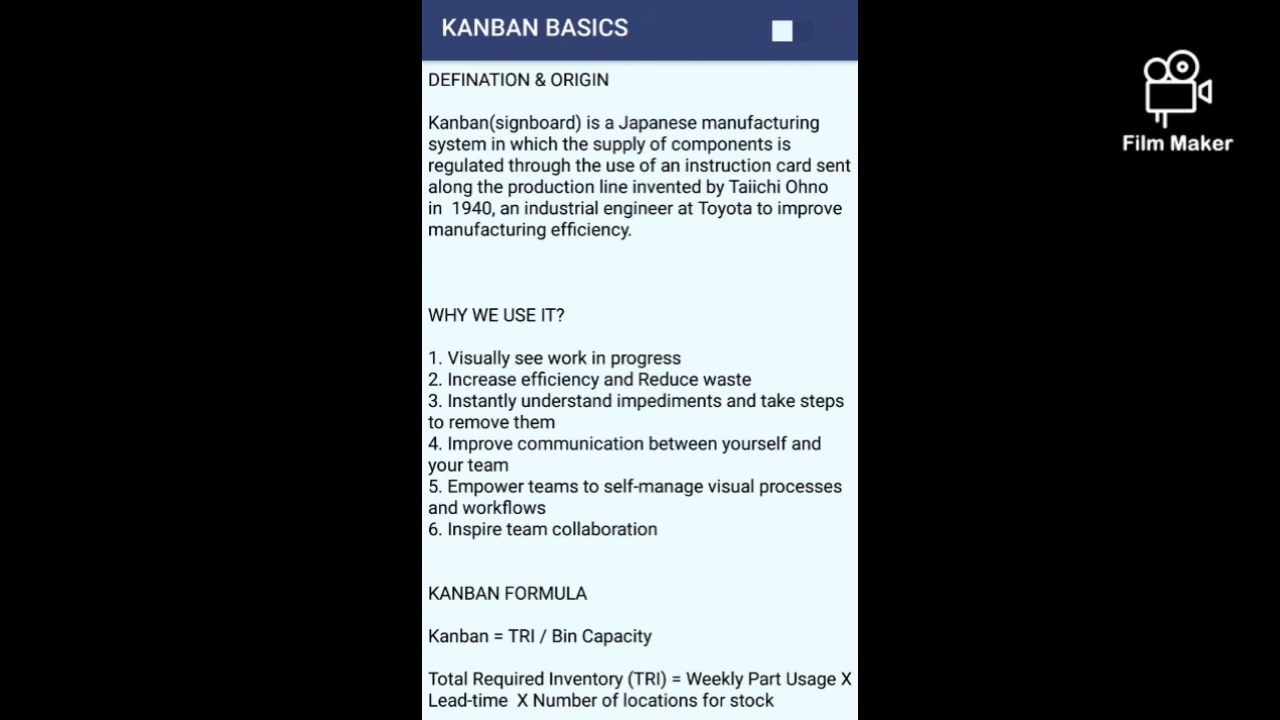 KANBAN BASICS
Film Maker
DEFINATION & ORIGIN
Kanban(signboard) is a Japanese manufacturing
system in which the supply of components is
regulated through the use of an instruction card sent
along the production line invented by Taiichi Ohno
in  1940, an industrial engineer at Toyota to improve
manufacturing efficiency.
WHY WE USE IT?
1. Visually see work in progress
2. Increase efficiency and Reduce waste
3. Instantly understand impediments and take steps
to remove them
4. Improve communication between yourself and
your team
5. Empower teams to self-manage visual processes
and workflows
6. Inspire team collaboration
KANBAN FORMULA
Kanban = TRI / Bin Capacity
Total Required Inventory (TRI) = Weekly Part Usage X
Lead-time  X Number of locations for stock